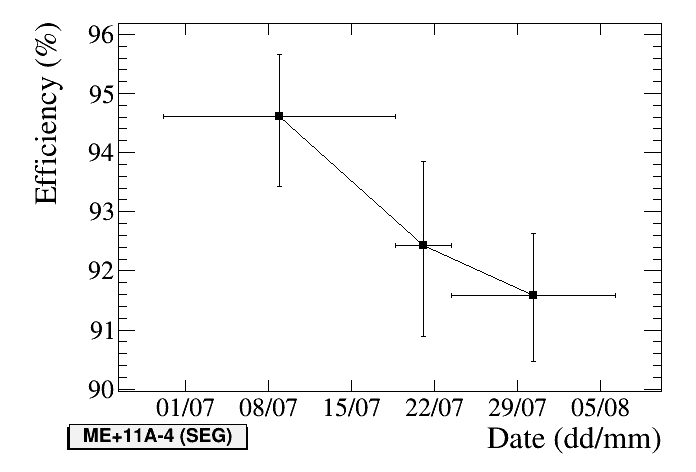 Efficiency (%)
96
95
94
93
92
91
90
01/07 08/07 15/07 22/07 29/07 05/08
ME+11A-4 (SEG)
Date (dd/mm)